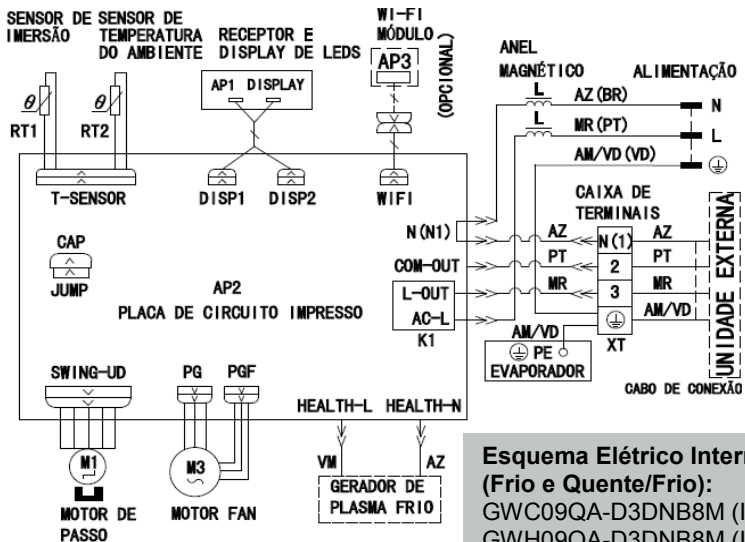 SENSOR DE IMERSÃO
SENSOR DE TEMPERATURA DO AMBIENTE
RECEPTOR E DISPLAY DE LEDS
WI-FI MÓDULO
(OPCIONAL)
AP3
AP1 DISPLAY
θ
RT1
θ
RT2
T-SENSOR
DISP1
DISP2
WIFI
ANEL MAGNÉTICO
ALIMENTAÇÃO
L
AZ(BR)
N
L
MR(PT)
L
AM/VD(VD)
CAIXA DE TERMINAIS
N(N1)
AZ
N(1)
AZ
COM-OUT
PT
2
PT
L-OUT
MR
3
MR
AC-L
K1
AM/VD
AM/VD
XT
PE
EVAPORADOR
UNIDADE EXTERNA
CABO DE CONEXÃO
CAP
JUMP
AP2
PLACA DE CIRCUITO IMPRESSO
SWING-UD
PG
PGF
HEALTH-L
HEALTH-N
M1
M3
VM
AZ
MOTOR DE PASSO
MOTOR FAN
GERADOR DE PLASMA FRIO
Esquema Elétrico Inter
(Frio e Quente/Frio):
GWC09QA-D3DNB8M (I
GWH09QA-D3DNB8M (I